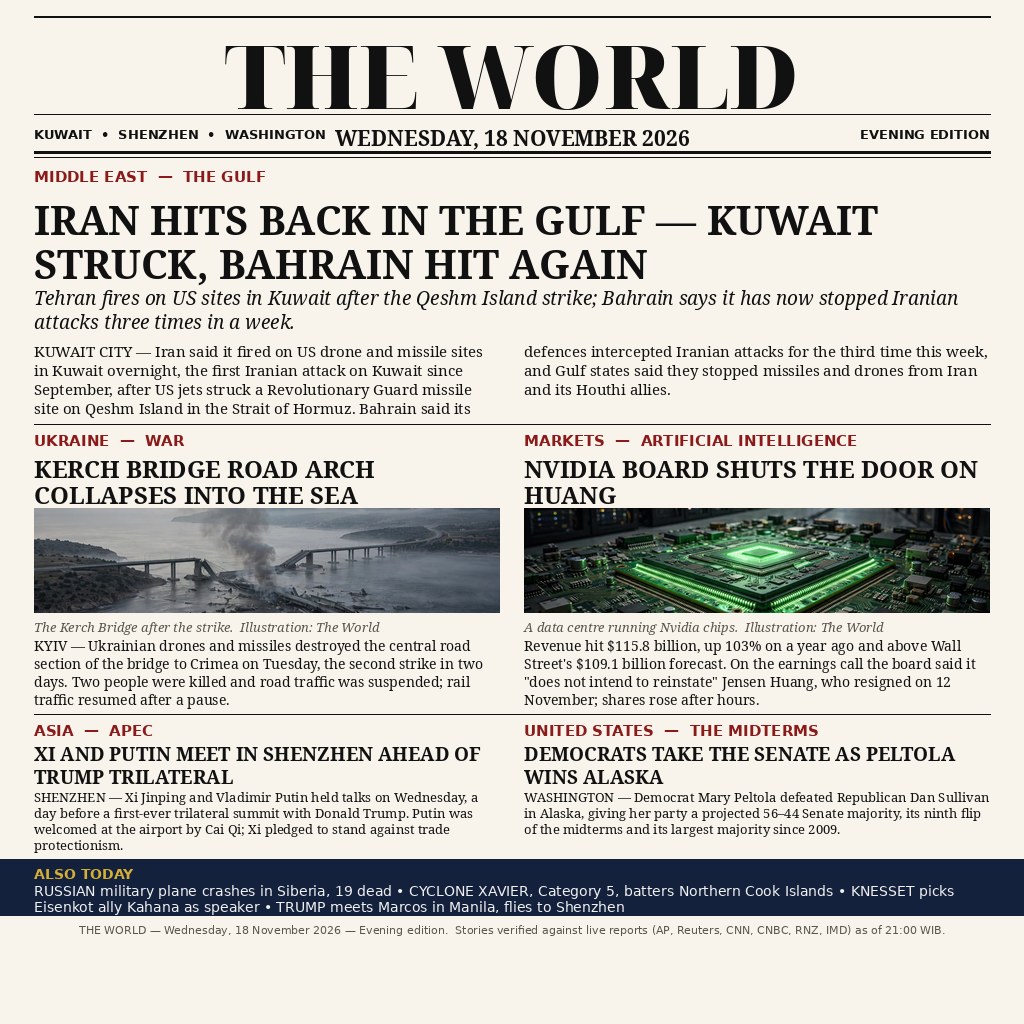 THE WORLD
KUWAIT • SHENZHEN • WASHINGTON
WEDNESDAY, 18 NOVEMBER 2026
EVENING EDITION
MIDDLE EAST — THE GULF
IRAN HITS BACK IN THE GULF — KUWAIT
STRUCK, BAHRAIN HIT AGAIN
Tehran fires on US sites in Kuwait after the Qeshm Island strike; Bahrain says it has now stopped Iranian
attacks three times in a week.
KUWAIT CITY — Iran said it fired on US drone and missile sites
in Kuwait overnight, the first Iranian attack on Kuwait since
September, after US jets struck a Revolutionary Guard missile
site on Qeshm Island in the Strait of Hormuz. Bahrain said its
defences intercepted Iranian attacks for the third time this week,
and Gulf states said they stopped missiles and drones from Iran
and its Houthi allies.
UKRAINE — WAR
KERCH BRIDGE ROAD ARCH
COLLAPSES INTO THE SEA
The Kerch Bridge after the strike. Illustration: The World
KYIV — Ukrainian drones and missiles destroyed the central road
section of the bridge to Crimea on Tuesday, the second strike in two
days. Two people were killed and road traffic was suspended; rail
traffic resumed after a pause.
MARKETS — ARTIFICIAL INTELLIGENCE
NVIDIA BOARD SHUTS THE DOOR ON
HUANG
A data centre running Nvidia chips. Illustration: The World
Revenue hit $115.8 billion, up 103% on a year ago and above Wall
Street's $109.1 billion forecast. On the earnings call the board said it
"does not intend to reinstate" Jensen Huang, who resigned on 12
November; shares rose after hours.
ASIA — APEC
XI AND PUTIN MEET IN SHENZHEN AHEAD OF
TRUMP TRILATERAL
SHENZHEN — Xi Jinping and Vladimir Putin held talks on Wednesday, a
day before a first-ever trilateral summit with Donald Trump. Putin was
welcomed at the airport by Cai Qi; Xi pledged to stand against trade
protectionism.
UNITED STATES — THE MIDTERMS
DEMOCRATS TAKE THE SENATE AS PELTOLA
WINS ALASKA
WASHINGTON — Democrat Mary Peltola defeated Republican Dan Sullivan
in Alaska, giving her party a projected 56–44 Senate majority, its ninth flip
of the midterms and its largest majority since 2009.
ALSO TODAY
RUSSIAN military plane crashes in Siberia, 19 dead • CYCLONE XAVIER, Category 5, batters Northern Cook Islands • KNESSET picks
Eisenkot ally Kahana as speaker • TRUMP meets Marcos in Manila, flies to Shenzhen
THE WORLD — Wednesday, 18 November 2026 — Evening edition. Stories verified against live reports (AP, Reuters, CNN, CNBC, RNZ, IMD) as of 21:00 WIB.